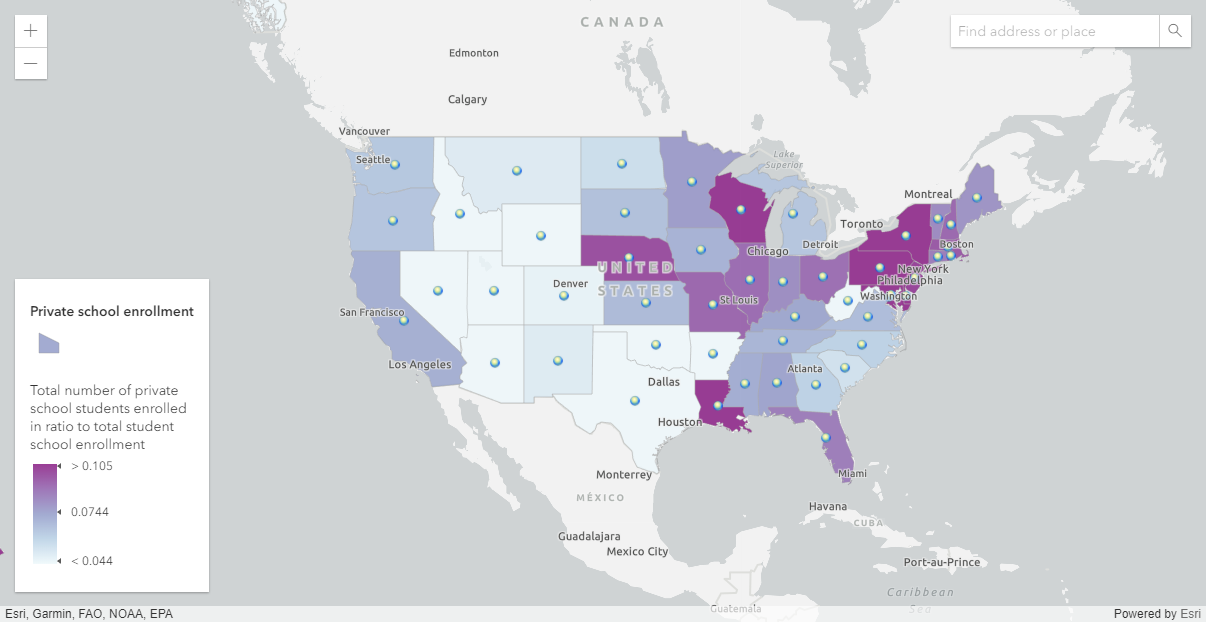 CANADA
+
Find address or place
Edmonton
−
Calgary
Vancouver
Seattle
Lake
Superior
Montreal
Toronto
Boston
Detroit
Chicago
UNITED
New York
Philadelphia
Denver
STATES
Washington
St Louis
Private school enrollment
San Francisco
Los Angeles
Atlanta
Dallas
Total number of private
school students enrolled
in ratio to total student
school enrollment
Houston
> 0.105
Monterrey
Miami
MÉXICO
0.0744
Havana
CUBA
Guadalajara
Mexico City
< 0.044
Port-au-Prince
Caribbean
Sea
Guatemala
Esri, Garmin, FAO, NOAA, EPA
Powered by Esri